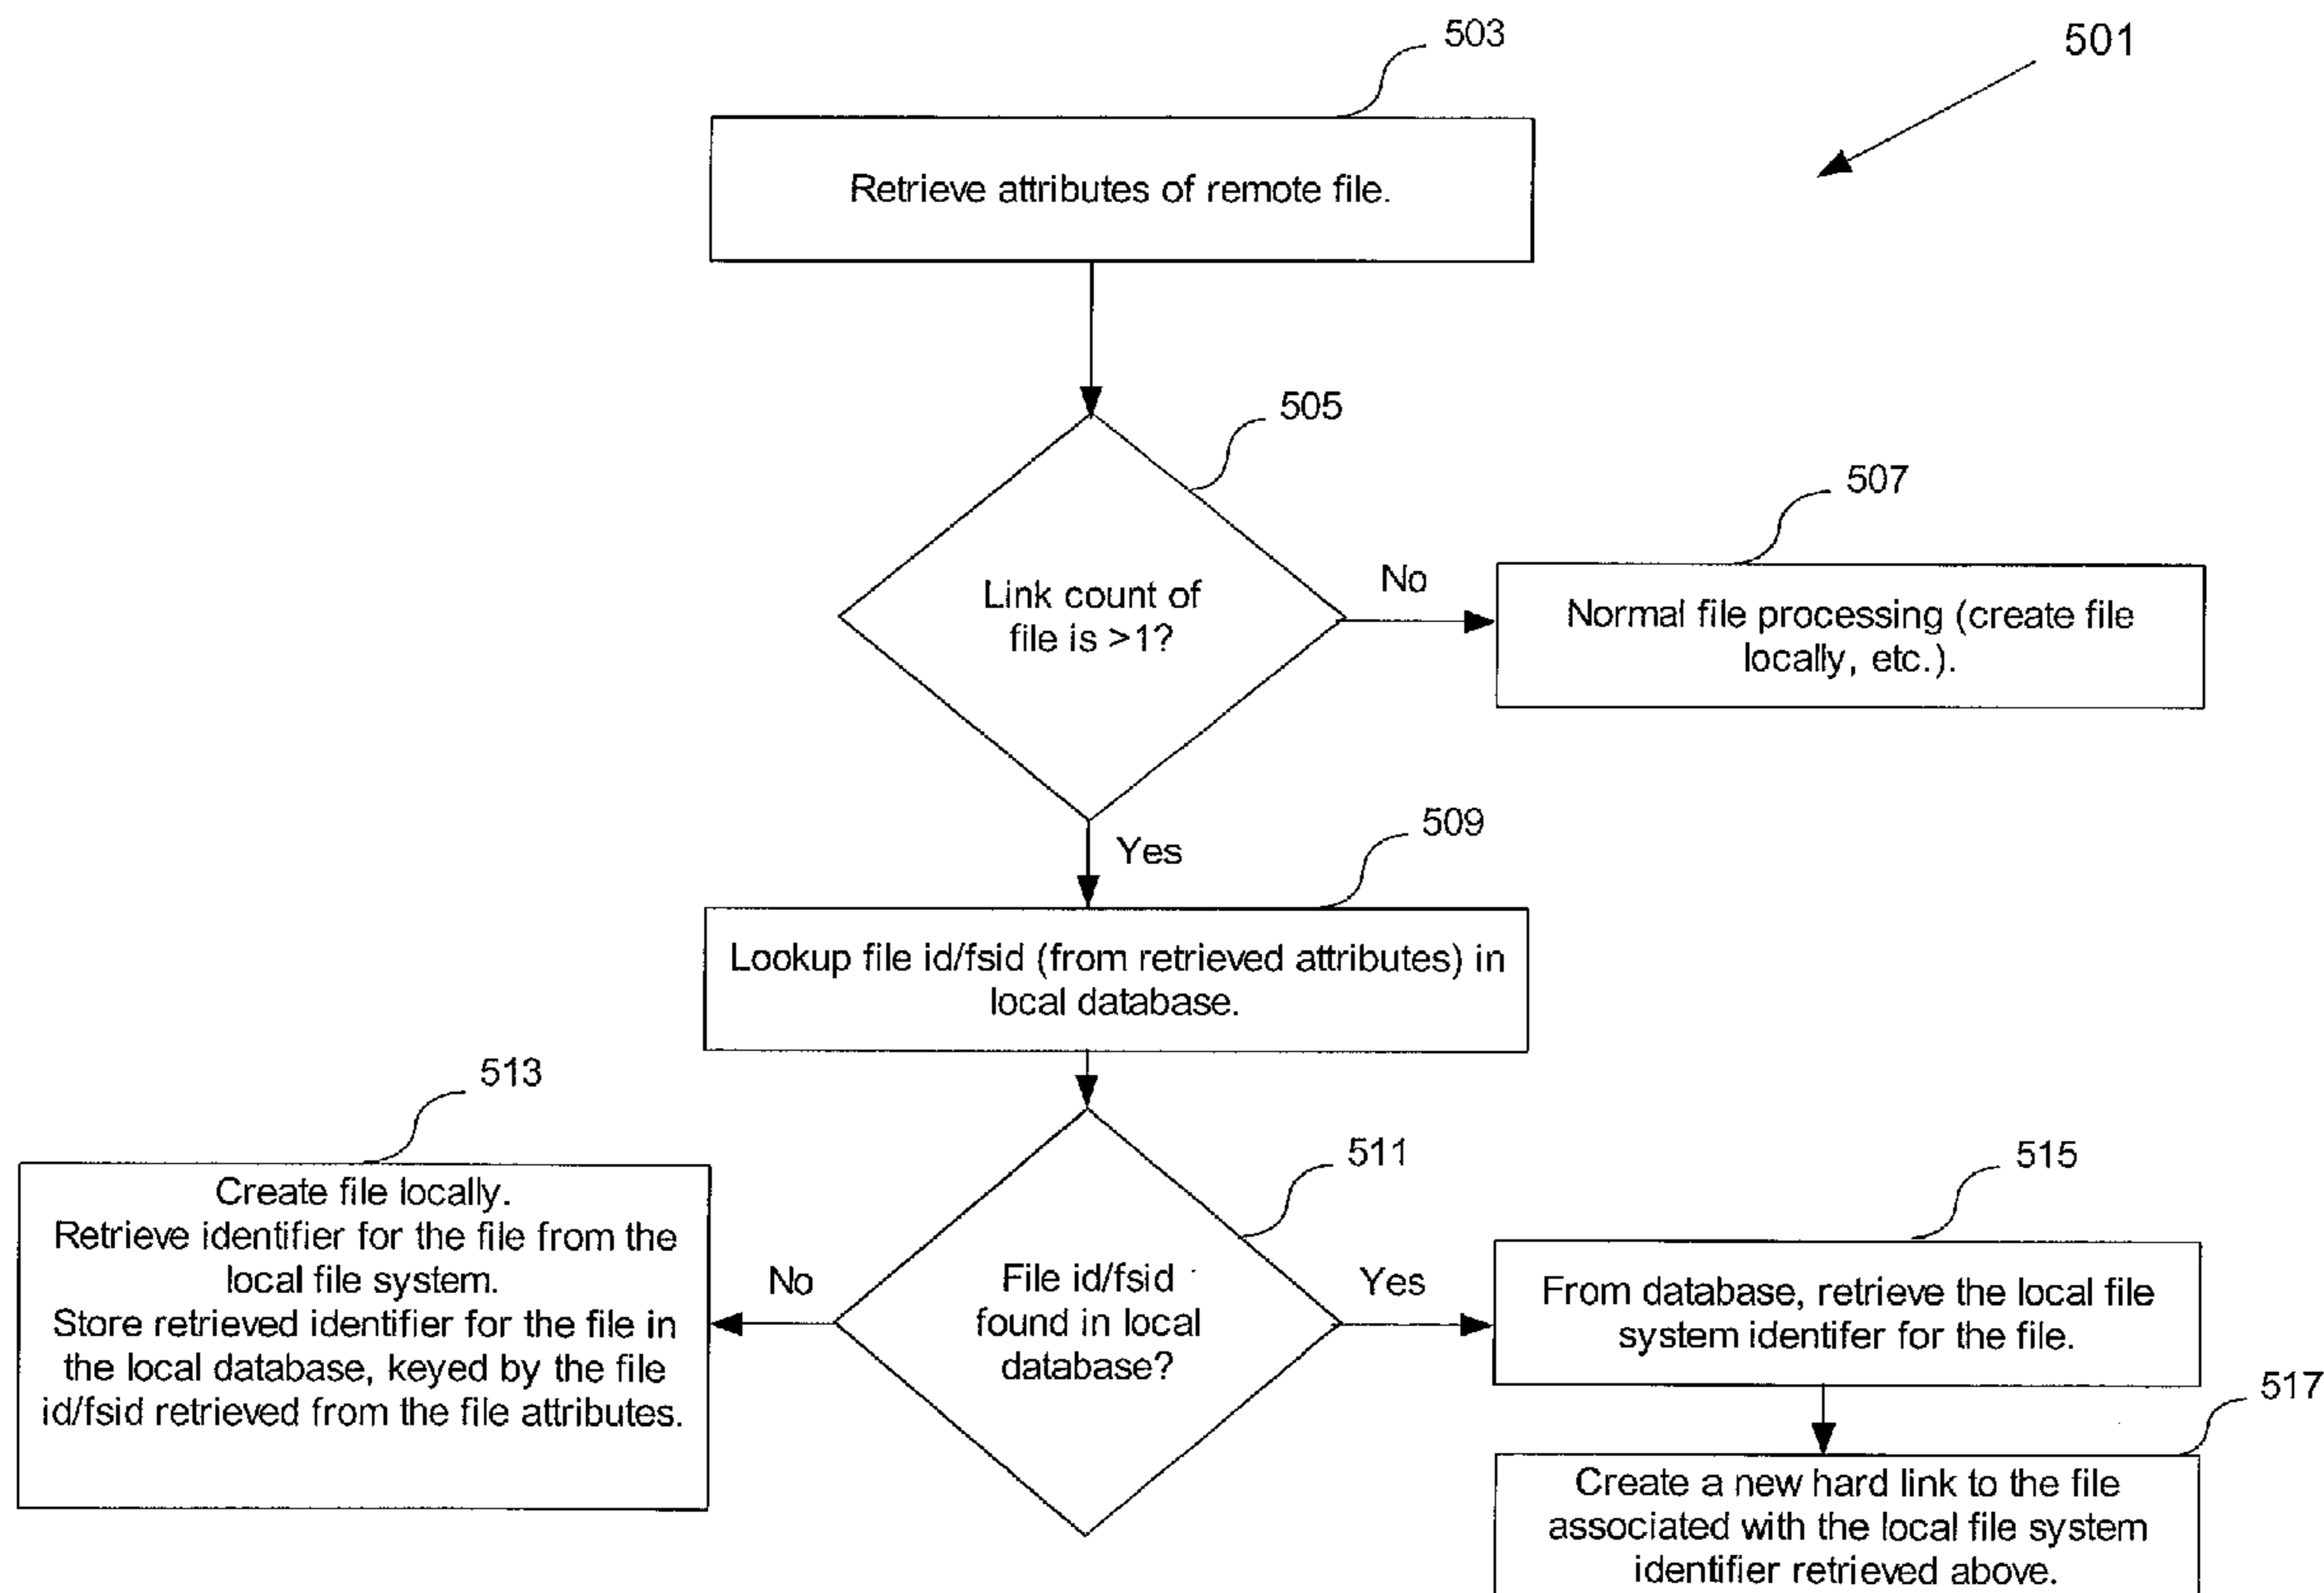 503
501
Retrieve attributes of remote file.
505
Link count of
file is >1?
No
507
Normal file processing (create file
locally, etc.).
Yes
509
Lookup file id/fsid (from retrieved attributes) in
local database.
513
Create file locally.
Retrieve identifier for the file from the
local file system.
Store retrieved identifier for the file in
the local database, keyed by the file
id/fsid retrieved from the file attributes.
No
511
File id/fsid
found in local
database?
Yes
515
From database, retrieve the local file
system identifer for the file.
517
Create a new hard link to the file
associated with the local file system
identifier retrieved above.